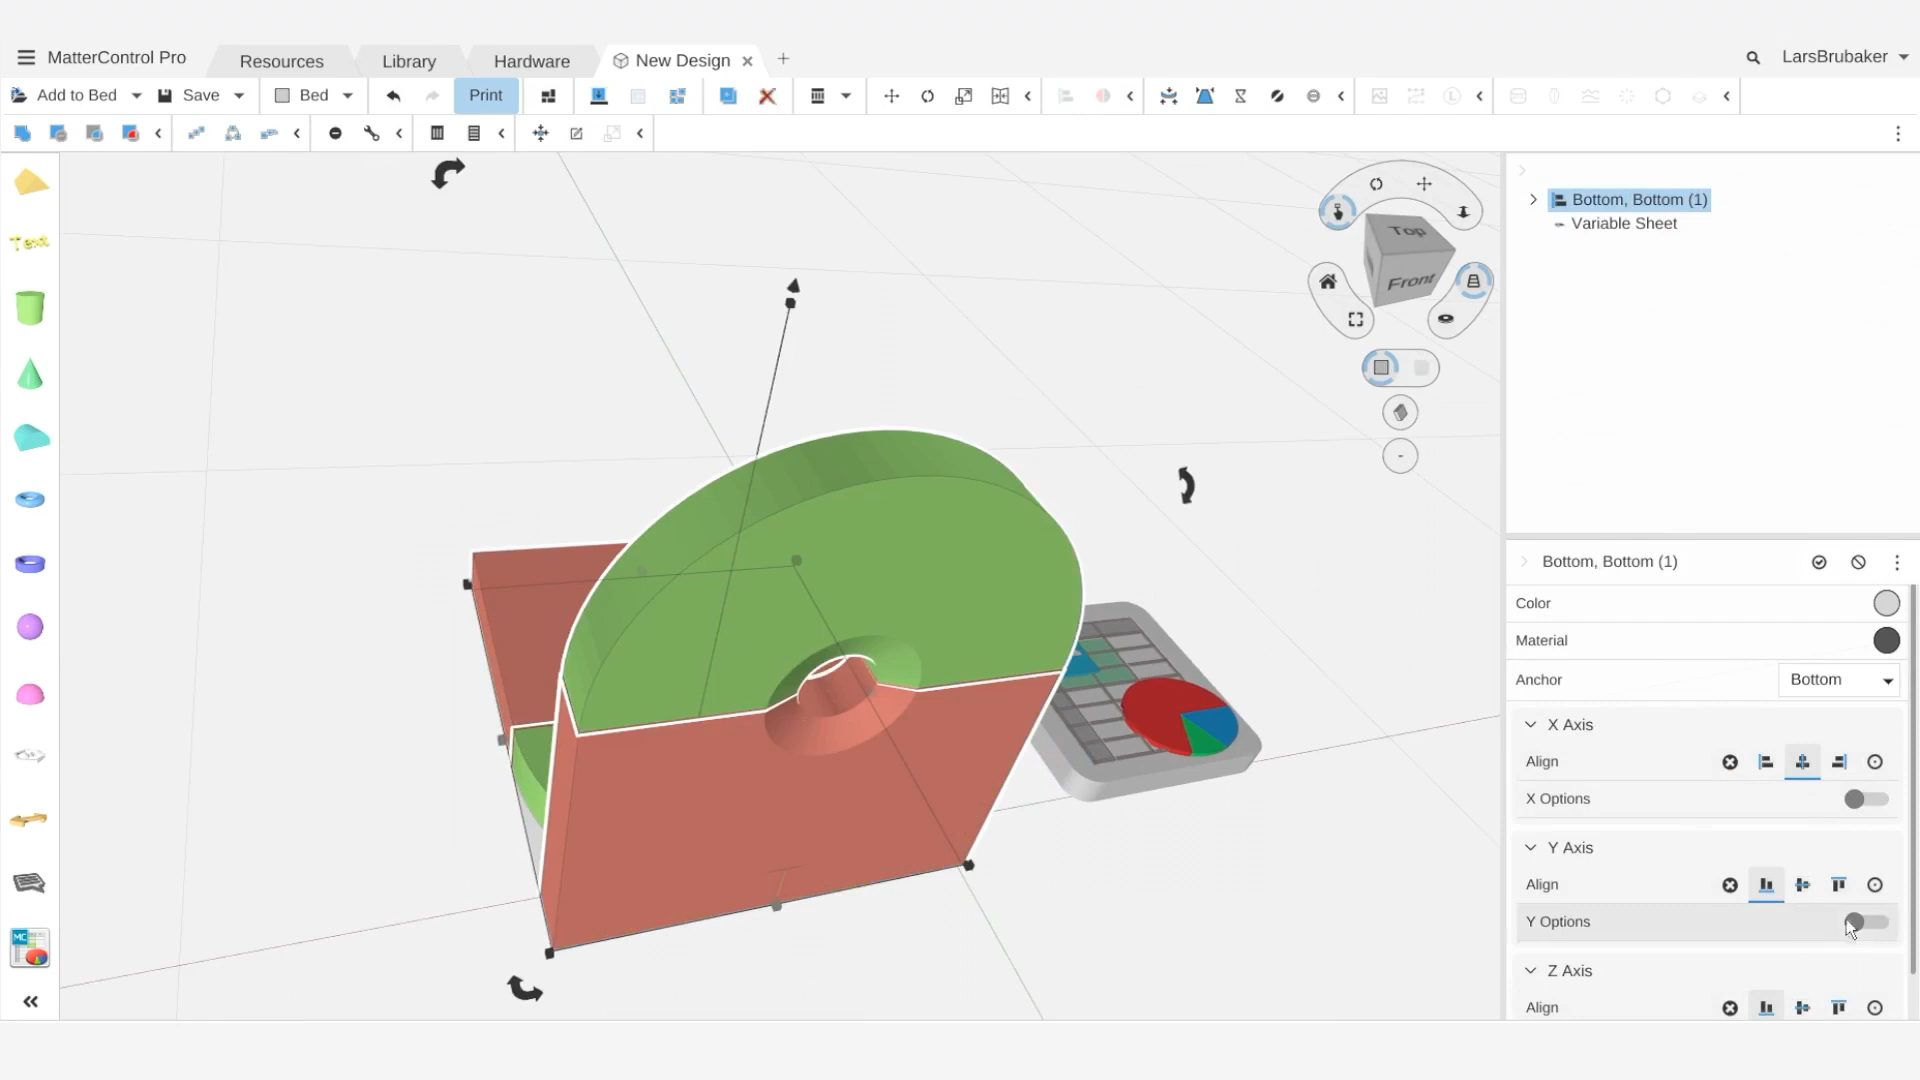 MatterControl Pro
Resources
Library
Hardware
New Design
LarsBrubaker
Add to Bed
Save
Bed
Print
Text
Top
Front
MC
Bottom, Bottom (1)
Variable Sheet
Bottom, Bottom (1)
Color
Material
Anchor Bottom
X Axis
Align
X Options
Y Axis
Align
Y Options
Z Axis
Align